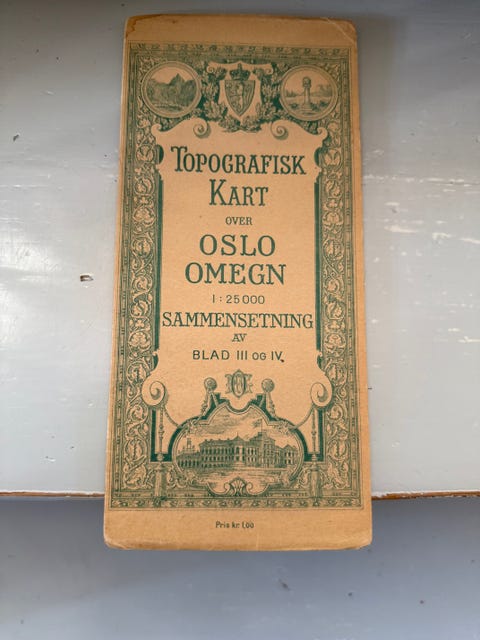 TOPOGRAFISK
KART
OVER
OSLO
OMEGN
1:25000
SAMMENSETNING
AV
BLAD III OG IV.
Pris kr 1,00